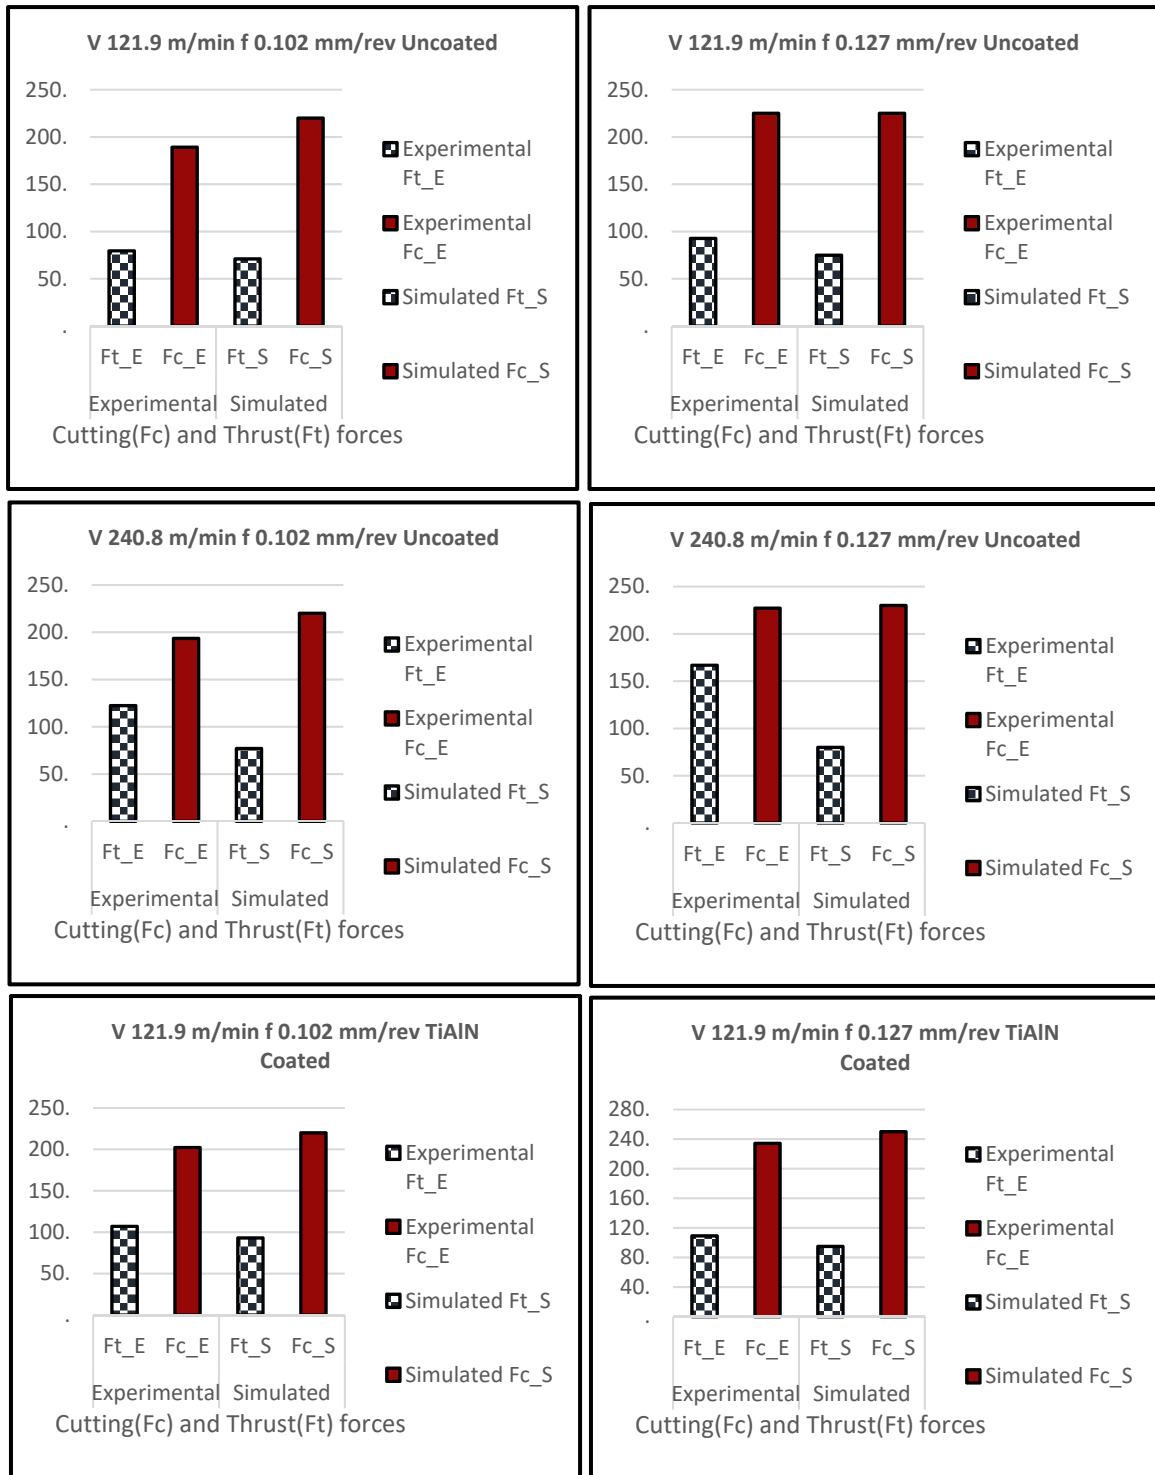 V 121.9 m/min f 0.102 mm/rev Uncoated
250.
200.
150.
100.
50.
.
Ft_E Fc_E Ft_S Fc_S
Experimental Simulated
Cutting(Fc) and Thrust(Ft) forces
Experimental
Ft_E
Experimental
Fc_E
Simulated Ft_S
Simulated Fc_S
V 121.9 m/min f 0.127 mm/rev Uncoated
250.
200.
150.
100.
50.
.
Ft_E Fc_E Ft_S Fc_S
Experimental Simulated
Cutting(Fc) and Thrust(Ft) forces
Experimental
Ft_E
Experimental
Fc_E
Simulated Ft_S
Simulated Fc_S
V 240.8 m/min f 0.102 mm/rev Uncoated
250.
200.
150.
100.
50.
.
Ft_E Fc_E Ft_S Fc_S
Experimental Simulated
Cutting(Fc) and Thrust(Ft) forces
Experimental
Ft_E
Experimental
Fc_E
Simulated Ft_S
Simulated Fc_S
V 240.8 m/min f 0.127 mm/rev Uncoated
250.
200.
150.
100.
50.
.
Ft_E Fc_E Ft_S Fc_S
Experimental Simulated
Cutting(Fc) and Thrust(Ft) forces
Experimental
Ft_E
Experimental
Fc_E
Simulated Ft_S
Simulated Fc_S
V 121.9 m/min f 0.102 mm/rev TiAlN
Coated
250.
200.
150.
100.
50.
.
Ft_E Fc_E Ft_S Fc_S
Experimental Simulated
Cutting(Fc) and Thrust(Ft) forces
Experimental
Ft_E
Experimental
Fc_E
Simulated Ft_S
Simulated Fc_S
V 121.9 m/min f 0.127 mm/rev TiAlN
Coated
280.
240.
200.
160.
120.
80.
40.
.
Ft_E Fc_E Ft_S Fc_S
Experimental Simulated
Cutting(Fc) and Thrust(Ft) forces
Experimental
Ft_E
Experimental
Fc_E
Simulated Ft_S
Simulated Fc_S